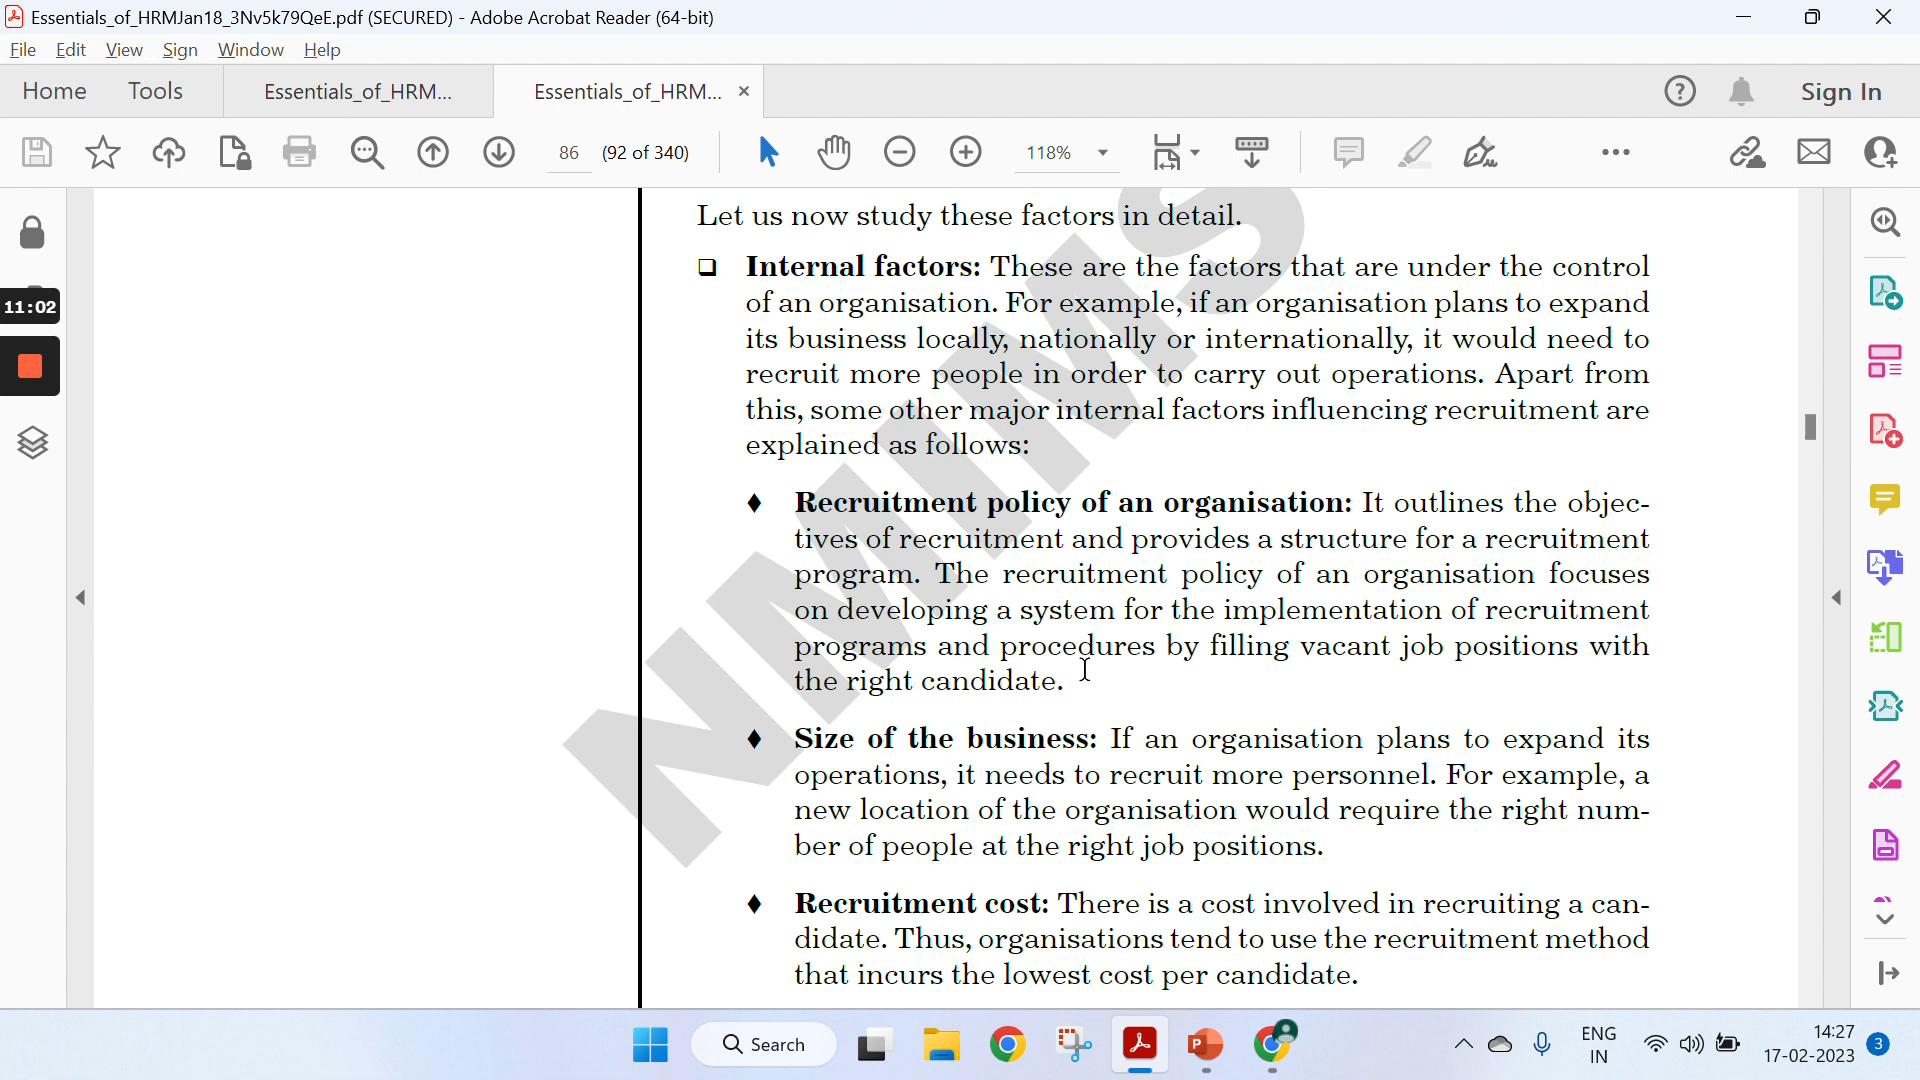 Essentials_of_HRMJan18_3Nv5k79QeE.pdf (SECURED) - Adobe Acrobat Reader (64-bit)
File Edit View Sign Window Help
Home Tools Essentials_of_HRM... Essentials_of_HRM... × Sign In
86 (92 of 340) 118%
11:02
Let us now study these factors in detail.
❑ Internal factors: These are the factors that are under the control
of an organisation. For example, if an organisation plans to expand
its business locally, nationally or internationally, it would need to
recruit more people in order to carry out operations. Apart from
this, some other major internal factors influencing recruitment are
explained as follows:
♦ Recruitment policy of an organisation: It outlines the objec-
tives of recruitment and provides a structure for a recruitment
program. The recruitment policy of an organisation focuses
on developing a system for the implementation of recruitment
programs and procedures by filling vacant job positions with
the right candidate.
♦ Size of the business: If an organisation plans to expand its
operations, it needs to recruit more personnel. For example, a
new location of the organisation would require the right num-
ber of people at the right job positions.
♦ Recruitment cost: There is a cost involved in recruiting a can-
didate. Thus, organisations tend to use the recruitment method
that incurs the lowest cost per candidate.
NMIMS
Search
ENG
IN
14:27
17-02-2023
3